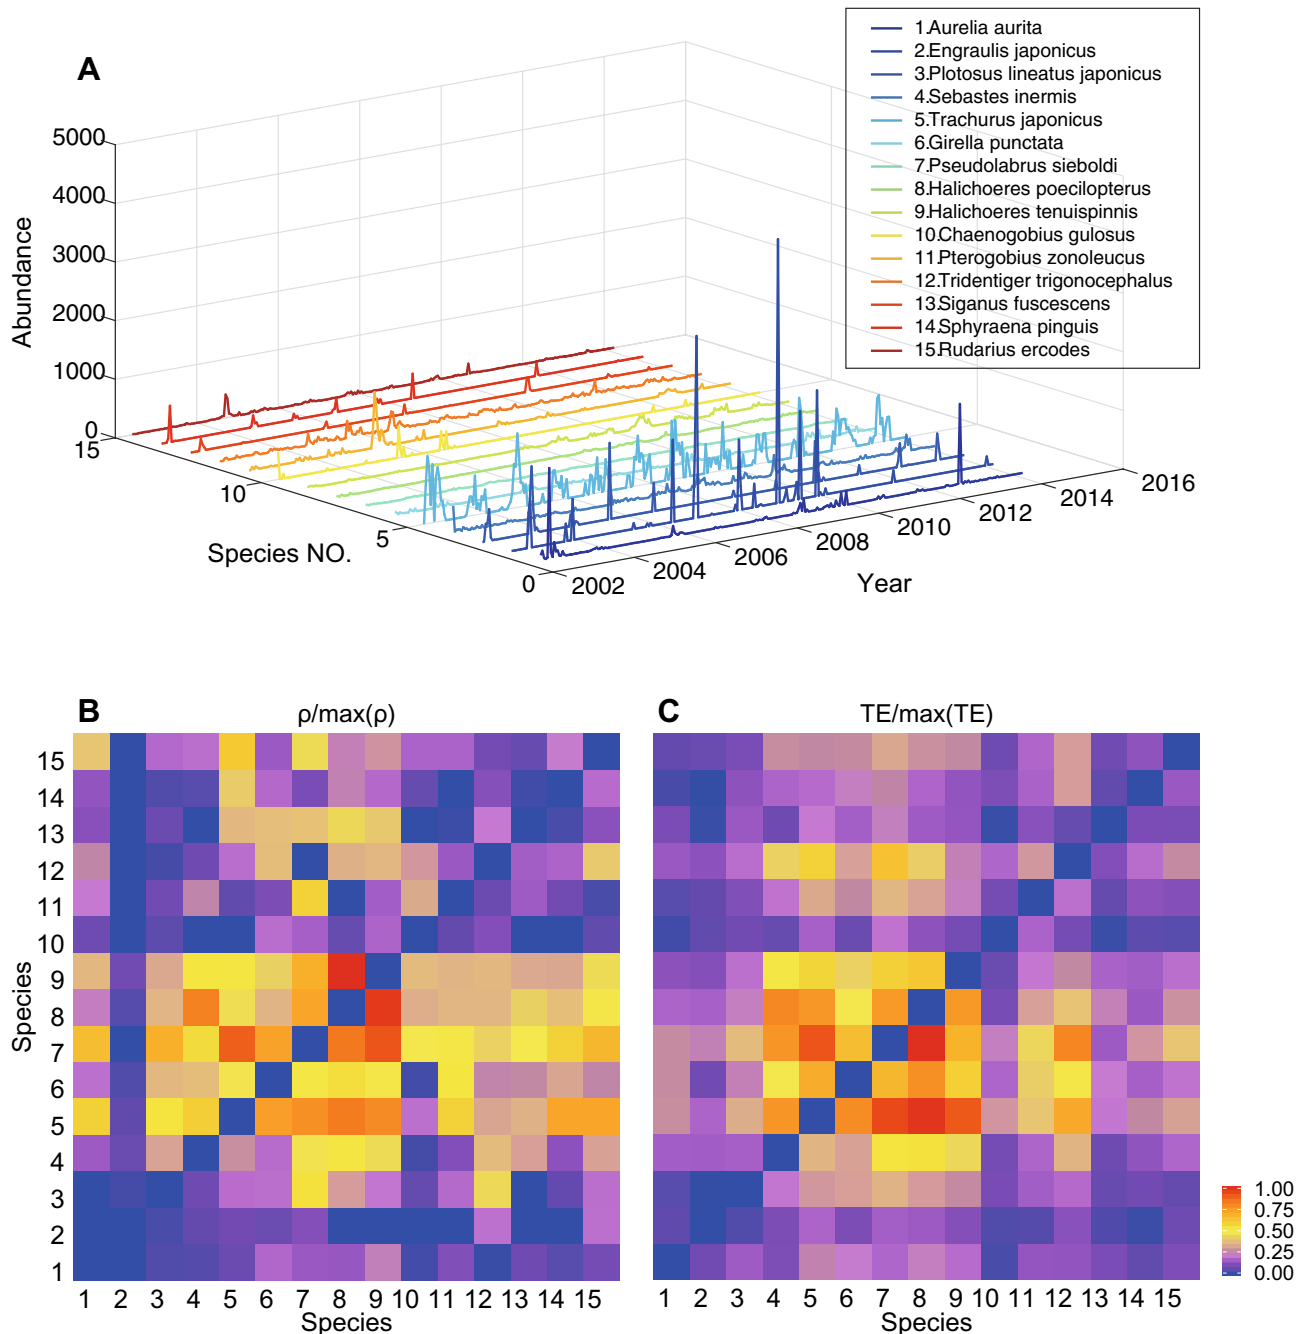 A
1.Aurelia aurita
2.Engraulis japonicus
3.Plotosus lineatus japonicus
4.Sebastes inermis
5.Trachurus japonicus
6.Girella punctata
7.Pseudolabrus sieboldi
8.Halichoeres poecilopterus
9.Halichoeres tenuispinnis
10.Chaenogobius gulosus
11.Pterogobius zonoleucus
12.Tridentiger trigonocephalus
13.Siganus fuscescens
14.Sphyraena pinguis
15.Rudarius ercodes
Abundance
5000
4000
3000
2000
1000
0
15
10
5
0
Species NO.
2002
2004
2006
2008
2010
2012
2014
2016
Year
B
ρ/max(ρ)
Species
15
14
13
12
11
10
9
8
7
6
5
4
3
2
1
1 2 3 4 5 6 7 8 9 10 11 12 13 14 15
Species
C
TE/max(TE)
1 2 3 4 5 6 7 8 9 10 11 12 13 14 15
Species
1.00
0.75
0.50
0.25
0.00